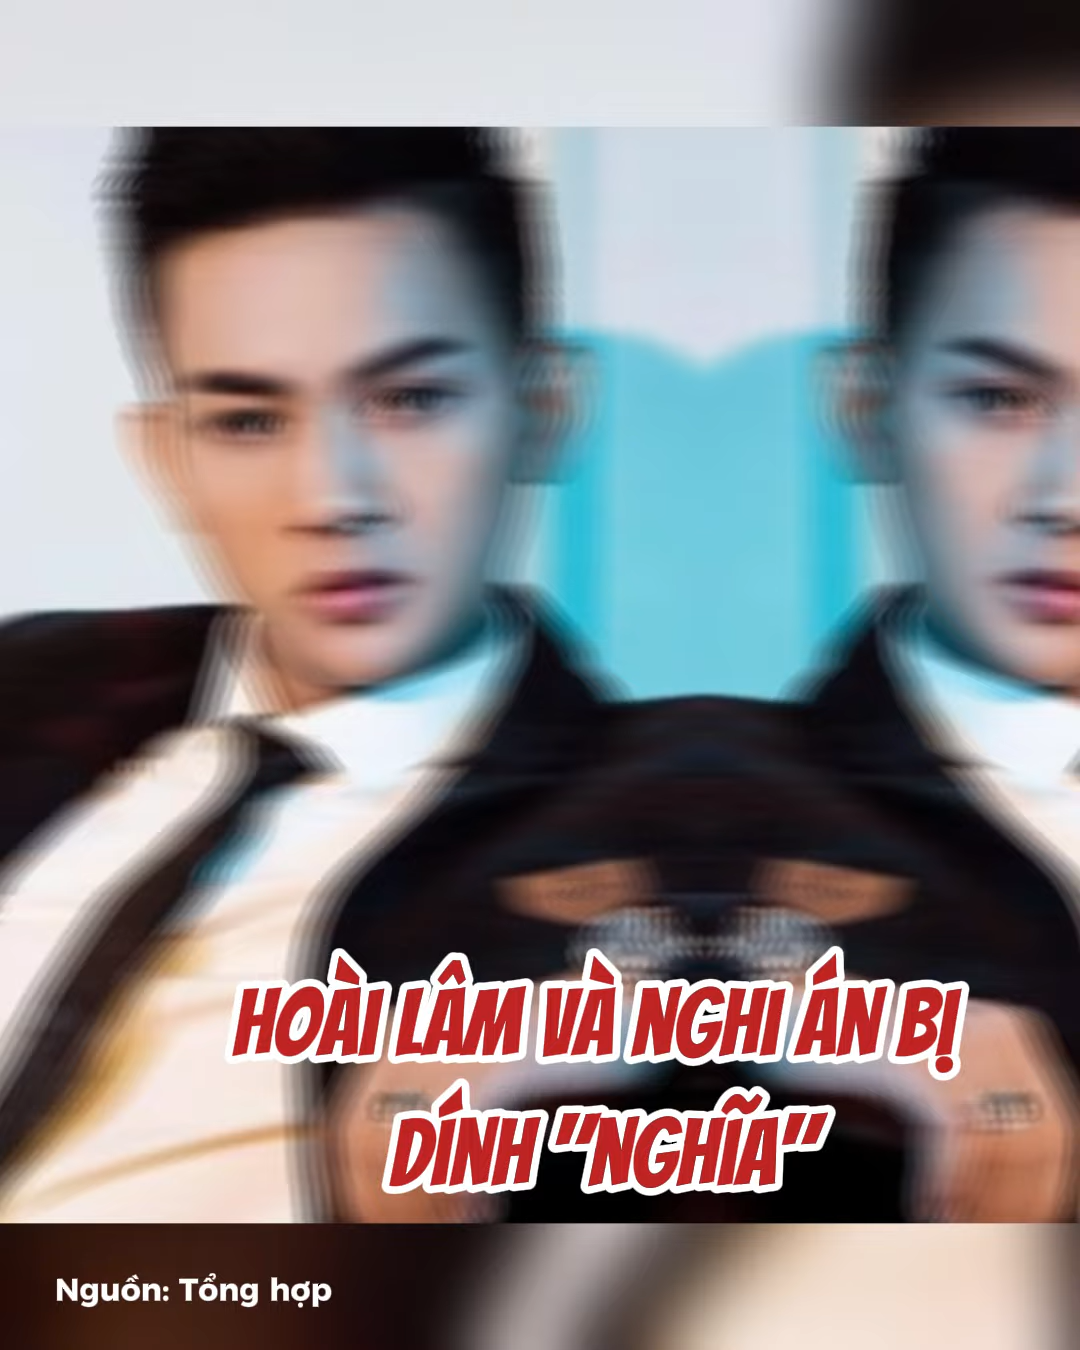 HOÀI LÂM VÀ NGHI ÁN BỊ
DÍNH "NGHĨA"
Nguồn: Tổng hợp